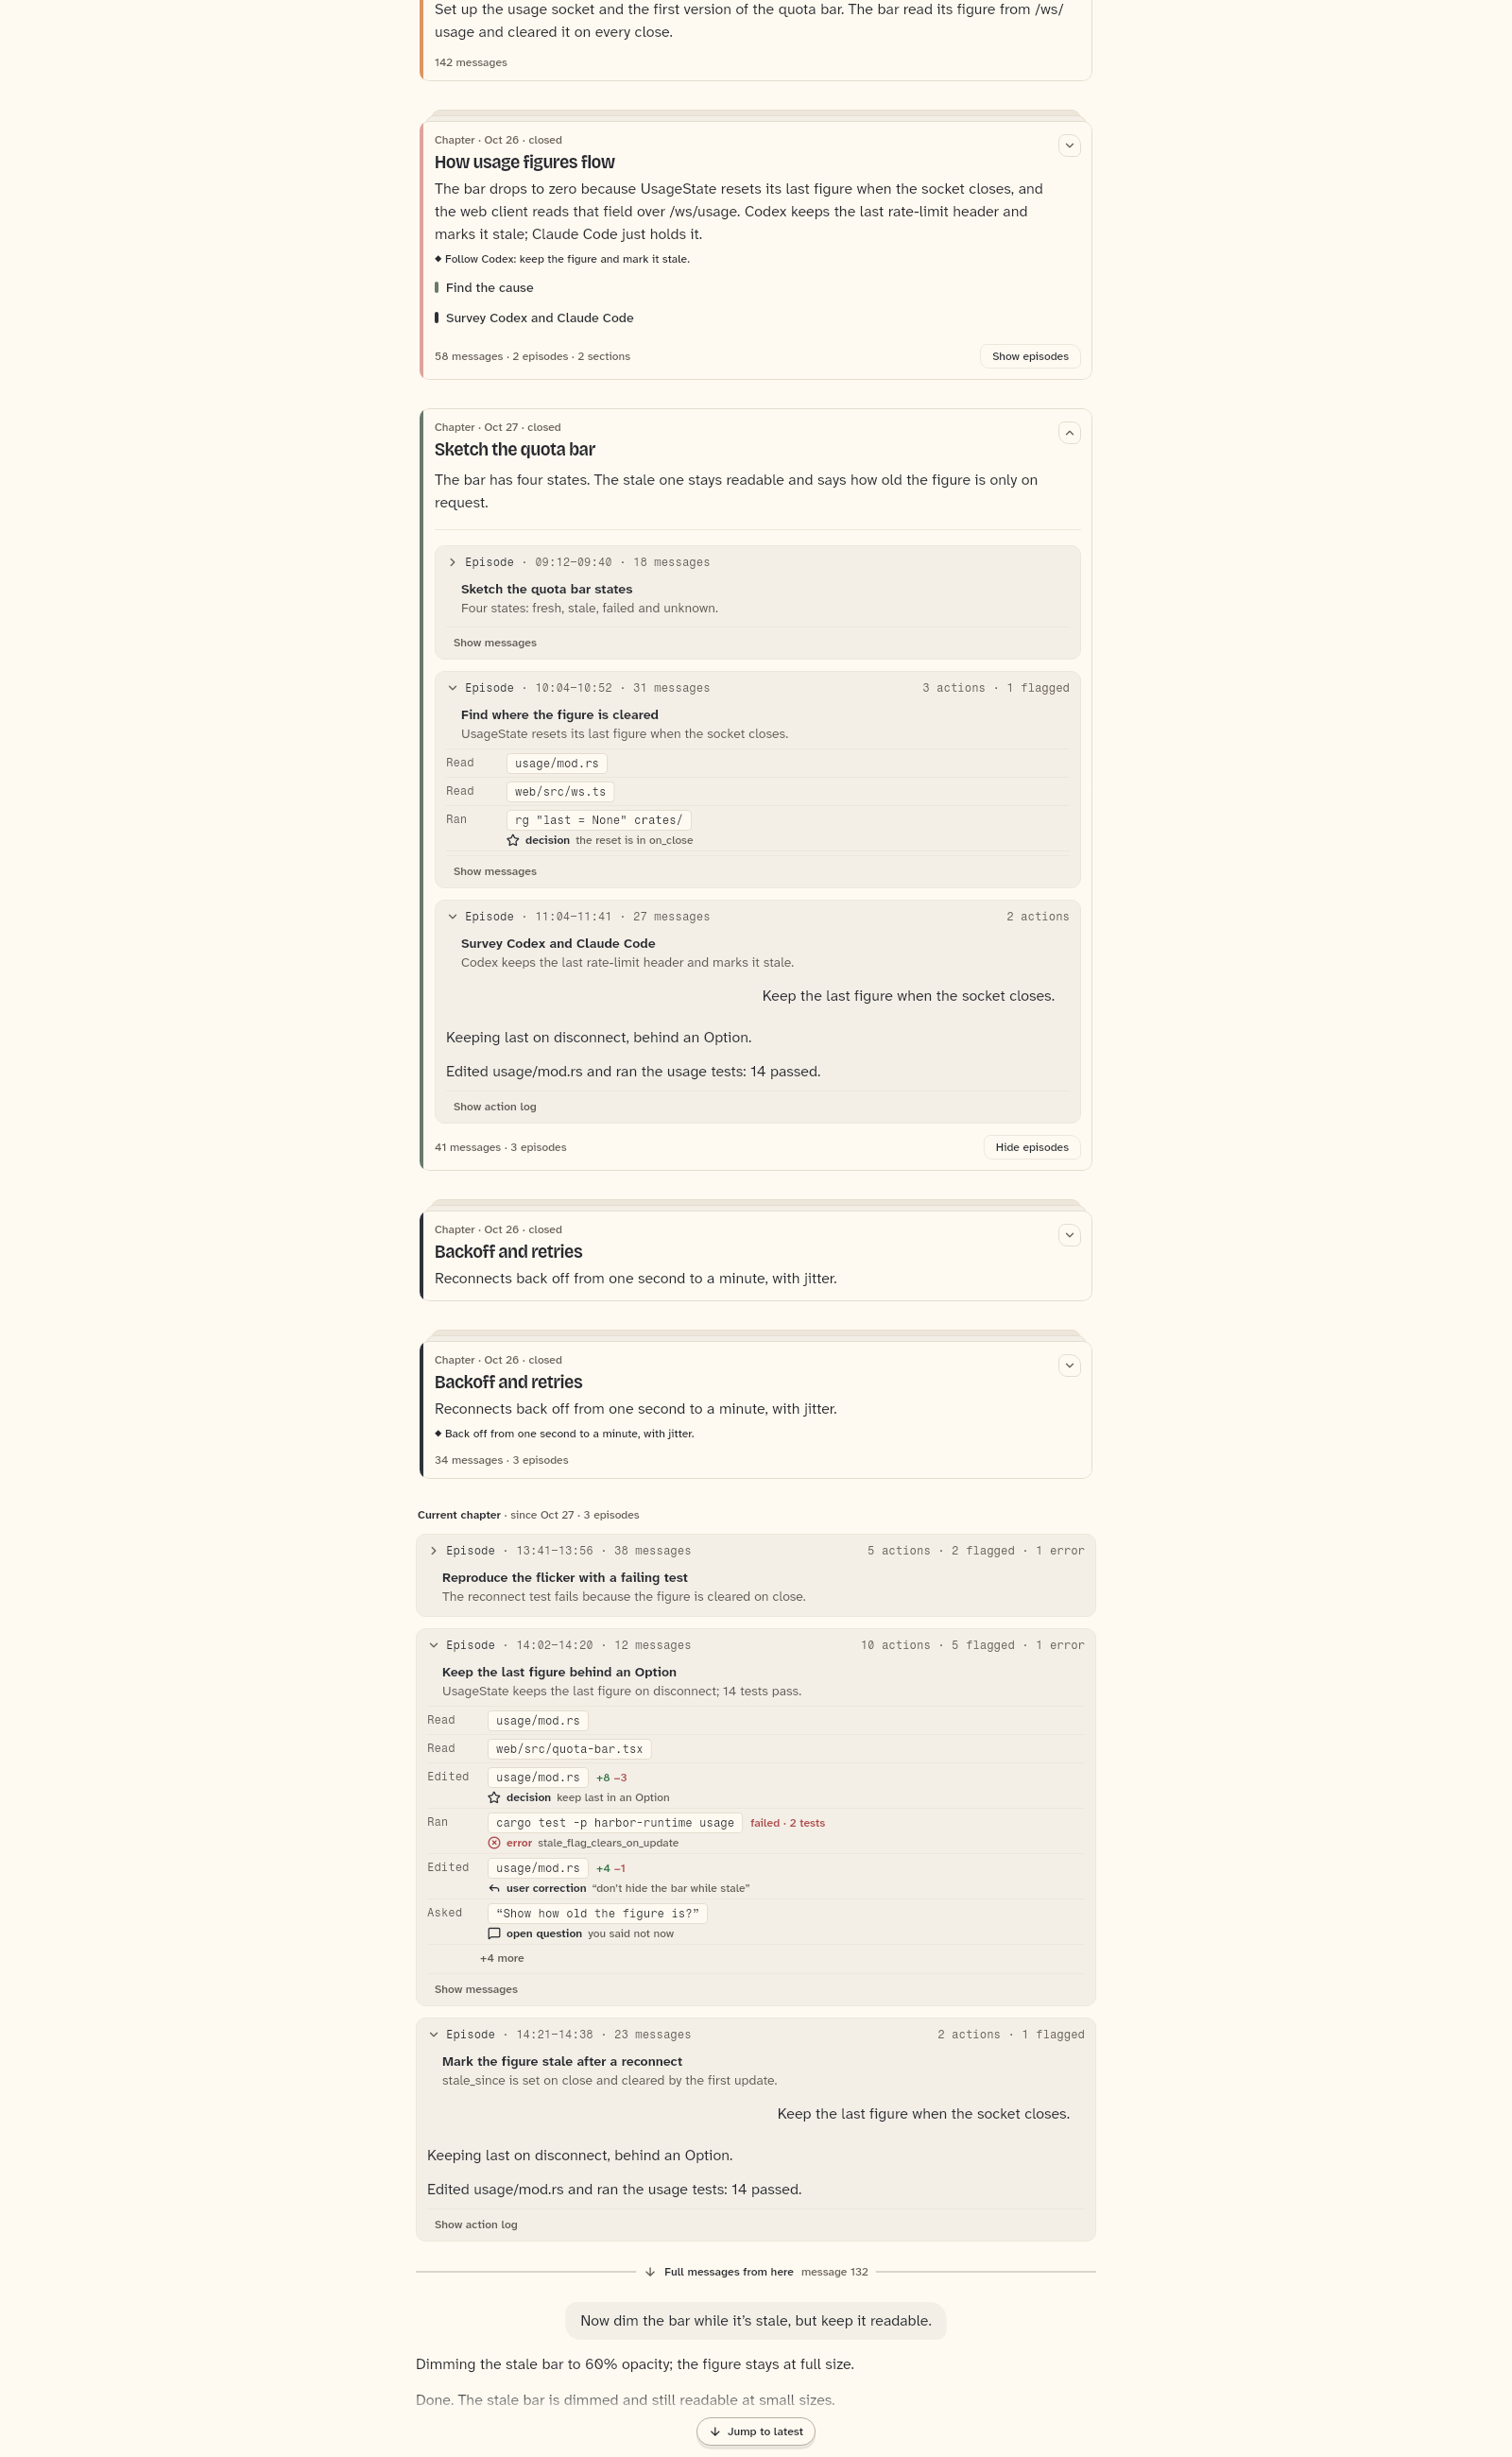 Set up the usage socket and the first version of the quota bar. The bar read its figure from /ws/
usage and cleared it on every close.
142 messages
Chapter · Oct 26 · closed
How usage figures flow
The bar drops to zero because UsageState resets its last figure when the socket closes, and
the web client reads that field over /ws/usage. Codex keeps the last rate-limit header and
marks it stale; Claude Code just holds it.
◆ Follow Codex: keep the figure and mark it stale.
Find the cause
Survey Codex and Claude Code
58 messages · 2 episodes · 2 sections
Show episodes
Chapter · Oct 27 · closed
Sketch the quota bar
The bar has four states. The stale one stays readable and says how old the figure is only on
request.
Episode · 09:12–09:40 · 18 messages
Sketch the quota bar states
Four states: fresh, stale, failed and unknown.
Show messages
Episode · 10:04–10:52 · 31 messages
3 actions · 1 flagged
Find where the figure is cleared
UsageState resets its last figure when the socket closes.
Read usage/mod.rs
Read web/src/ws.ts
Ran rg "last = None" crates/
decision the reset is in on_close
Show messages
Episode · 11:04–11:41 · 27 messages
2 actions
Survey Codex and Claude Code
Codex keeps the last rate-limit header and marks it stale.
Keep the last figure when the socket closes.
Keeping last on disconnect, behind an Option.
Edited usage/mod.rs and ran the usage tests: 14 passed.
Show action log
41 messages · 3 episodes
Hide episodes
Chapter · Oct 26 · closed
Backoff and retries
Reconnects back off from one second to a minute, with jitter.
Chapter · Oct 26 · closed
Backoff and retries
Reconnects back off from one second to a minute, with jitter.
◆ Back off from one second to a minute, with jitter.
34 messages · 3 episodes
Current chapter · since Oct 27 · 3 episodes
Episode · 13:41–13:56 · 38 messages
5 actions · 2 flagged · 1 error
Reproduce the flicker with a failing test
The reconnect test fails because the figure is cleared on close.
Episode · 14:02–14:20 · 12 messages
10 actions · 5 flagged · 1 error
Keep the last figure behind an Option
UsageState keeps the last figure on disconnect; 14 tests pass.
Read usage/mod.rs
Read web/src/quota-bar.tsx
Edited usage/mod.rs +8 −3
decision keep last in an Option
Ran cargo test -p harbor-runtime usage failed · 2 tests
error stale_flag_clears_on_update
Edited usage/mod.rs +4 −1
user correction “don’t hide the bar while stale”
Asked “Show how old the figure is?”
open question you said not now
+4 more
Show messages
Episode · 14:21–14:38 · 23 messages
2 actions · 1 flagged
Mark the figure stale after a reconnect
stale_since is set on close and cleared by the first update.
Keep the last figure when the socket closes.
Keeping last on disconnect, behind an Option.
Edited usage/mod.rs and ran the usage tests: 14 passed.
Show action log
Full messages from here message 132
Now dim the bar while it’s stale, but keep it readable.
Dimming the stale bar to 60% opacity; the figure stays at full size.
Done. The stale bar is dimmed and still readable at small sizes.
Jump to latest